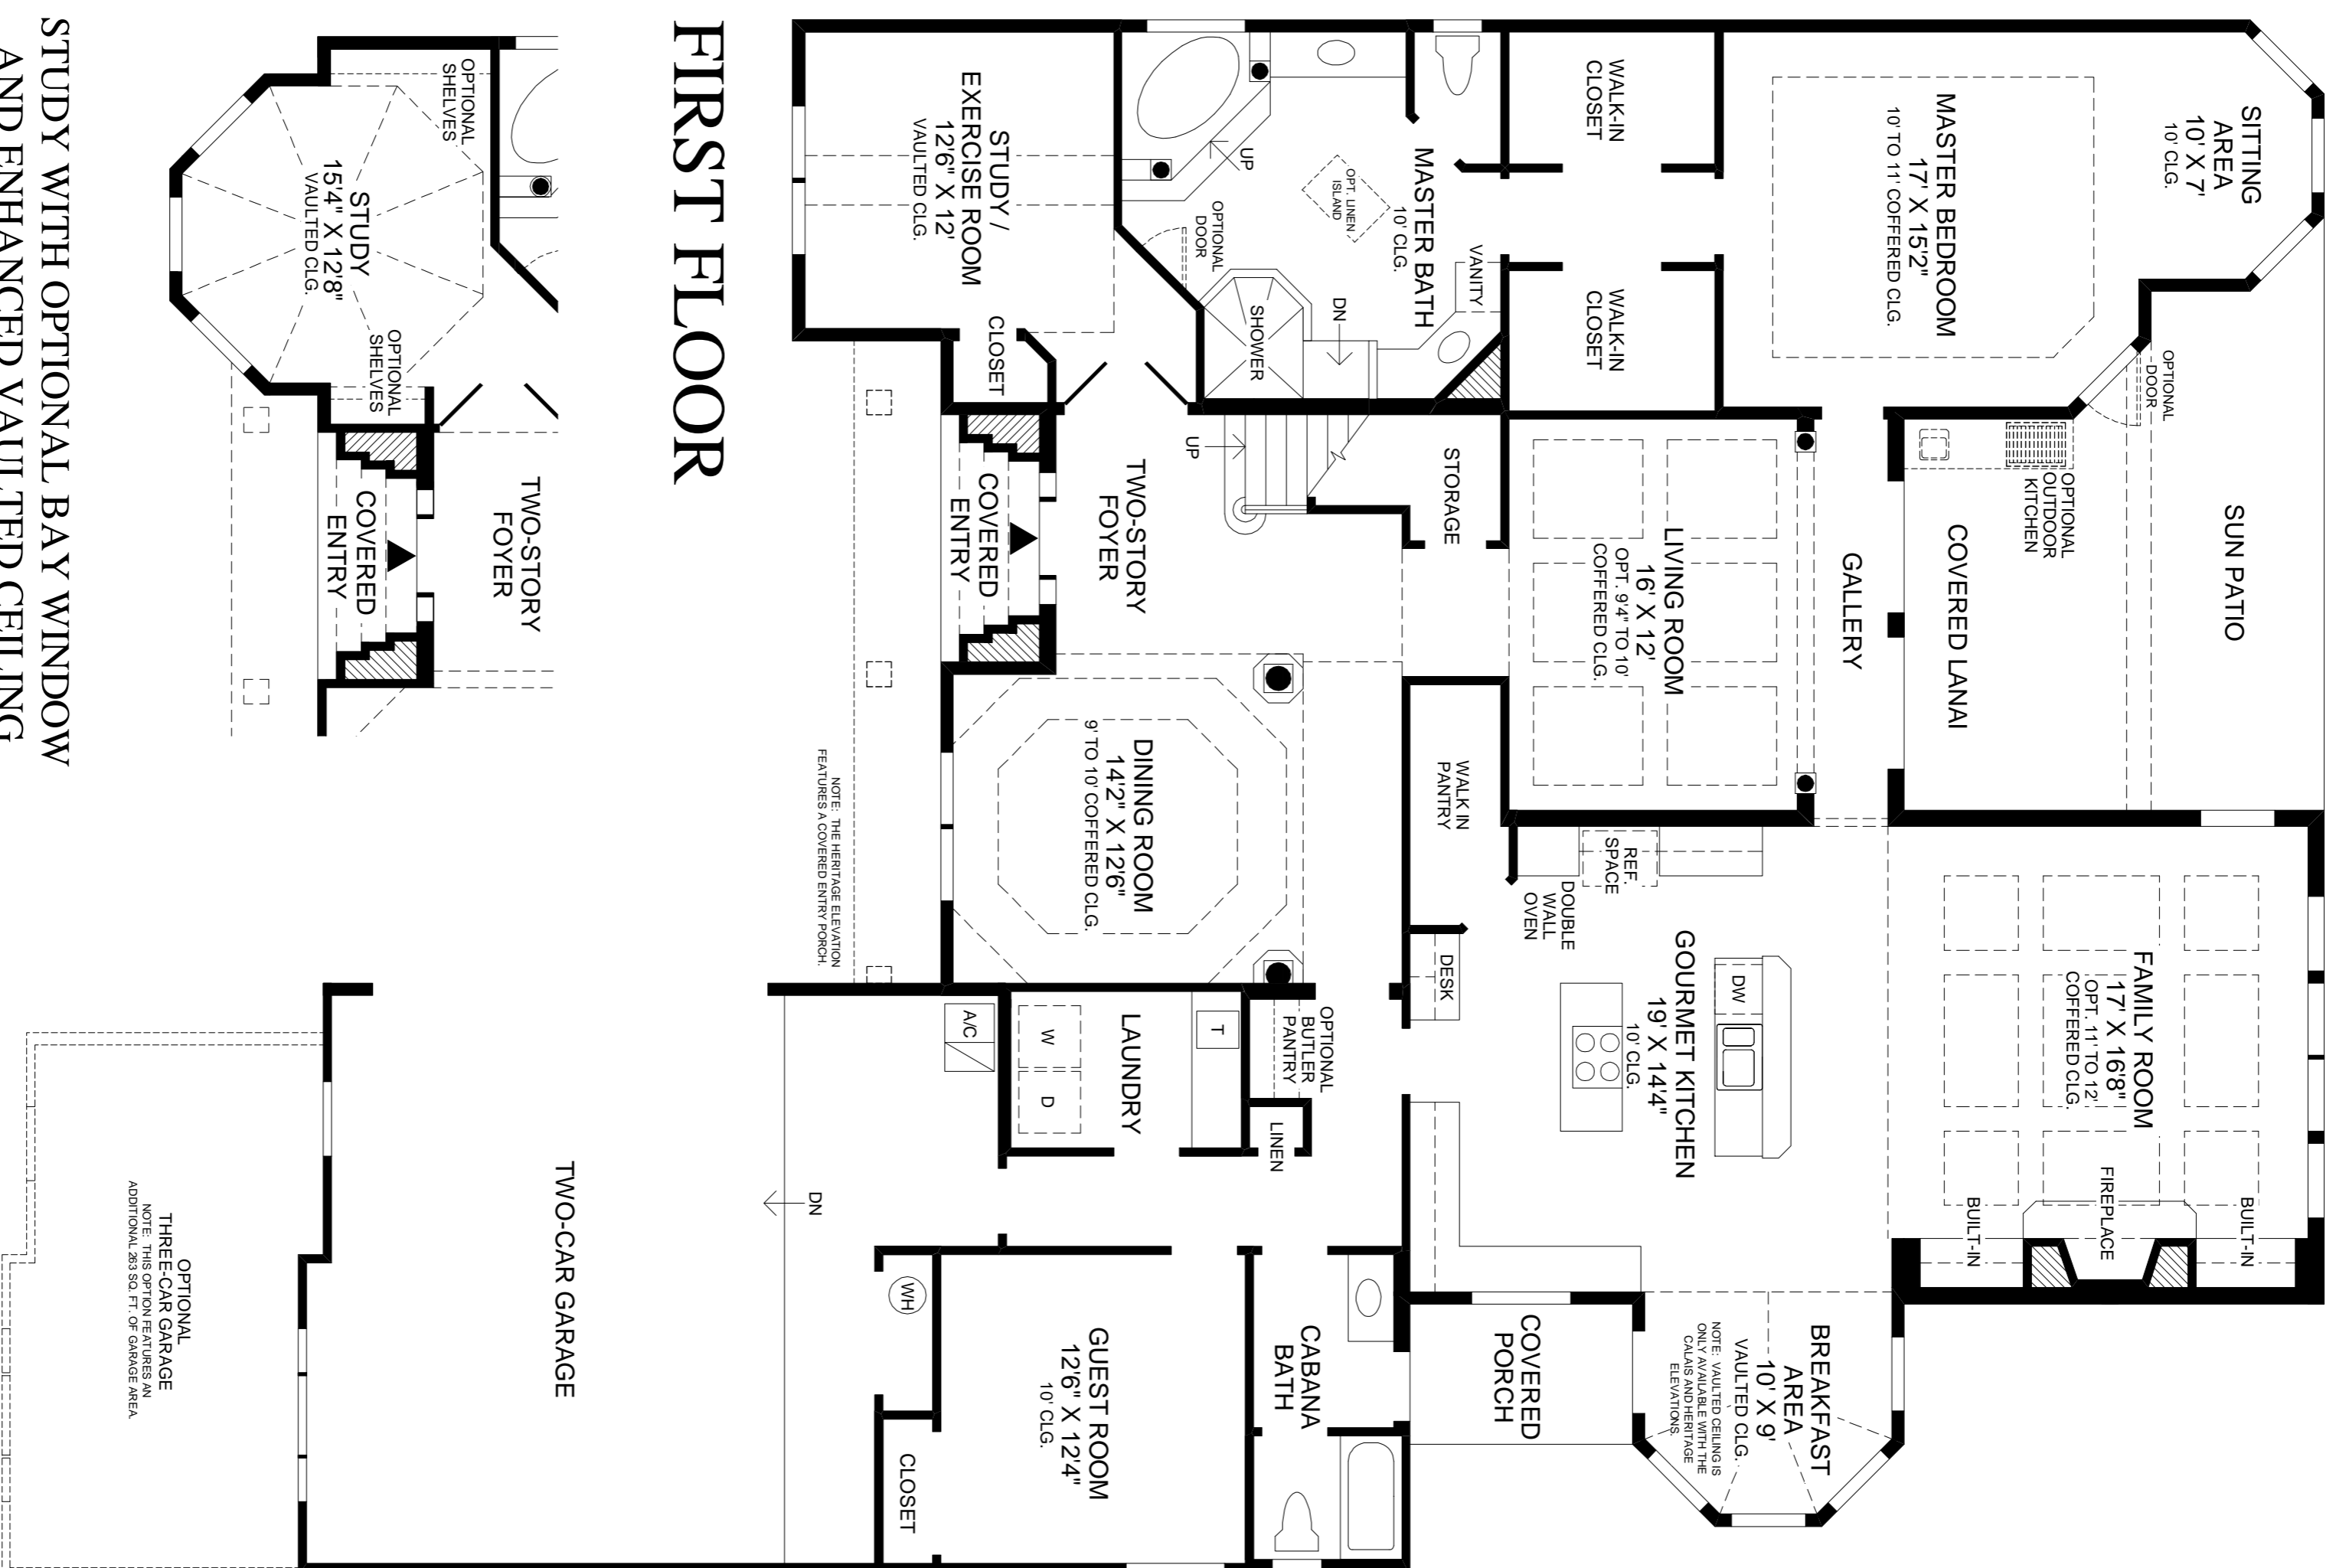 SITTING
AREA
10' X 7'
10' CLG.
MASTER BEDROOM
17' X 15'2"
10' TO 11' COFFERED CLG.
OPTIONAL
DOOR
SUN PATIO
OPTIONAL
OUTDOOR
KITCHEN
COVERED LANAI
GALLERY
WALK-IN
CLOSET
WALK-IN
CLOSET
LIVING ROOM
16' X 12'
OPT. 9'4" TO 10'
COFFERED CLG.
FAMILY ROOM
17' X 16'8"
OPT. 11' TO 12'
COFFERED CLG.
BUILT-IN
FIREPLACE
BUILT-IN
BREAKFAST
AREA
10' X 9'
VAULTED CLG.
NOTE: VAULTED CEILING IS
ONLY AVAILABLE WITH THE
CALAIS AND HERITAGE
ELEVATIONS.
DW
GOURMET KITCHEN
19' X 14'4"
10' CLG.
REF.
SPACE
DOUBLE
WALL
OVEN
COVERED
PORCH
MASTER BATH
10' CLG.
VANITY
OPT. LINEN
ISLAND
DN
UP
OPTIONAL
DOOR
SHOWER
STORAGE
UP
WALK IN
PANTRY
DESK
OPTIONAL
BUTLER
PANTRY
LINEN
CABANA
BATH
STUDY /
EXERCISE ROOM
12'6" X 12'
VAULTED CLG.
CLOSET
TWO-STORY
FOYER
COVERED
ENTRY
DINING ROOM
14'2" X 12'6"
9' TO 10' COFFERED CLG.
T
LAUNDRY
W
D
A/C
GUEST ROOM
12'6" X 12'4"
10' CLG.
WH
CLOSET
NOTE: THE HERITAGE ELEVATION
FEATURES A COVERED ENTRY PORCH.
DN
FIRST FLOOR
TWO-CAR GARAGE
OPTIONAL
SHELVES
STUDY
15'4" X 12'8"
VAULTED CLG.
OPTIONAL
SHELVES
TWO-STORY
FOYER
COVERED
ENTRY
OPTIONAL
THREE-CAR GARAGE
NOTE: THIS OPTION FEATURES AN
ADDITIONAL 263 SQ. FT. OF GARAGE AREA.
STUDY WITH OPTIONAL BAY WINDOW
AND ENHANCED VAULTED CEILING